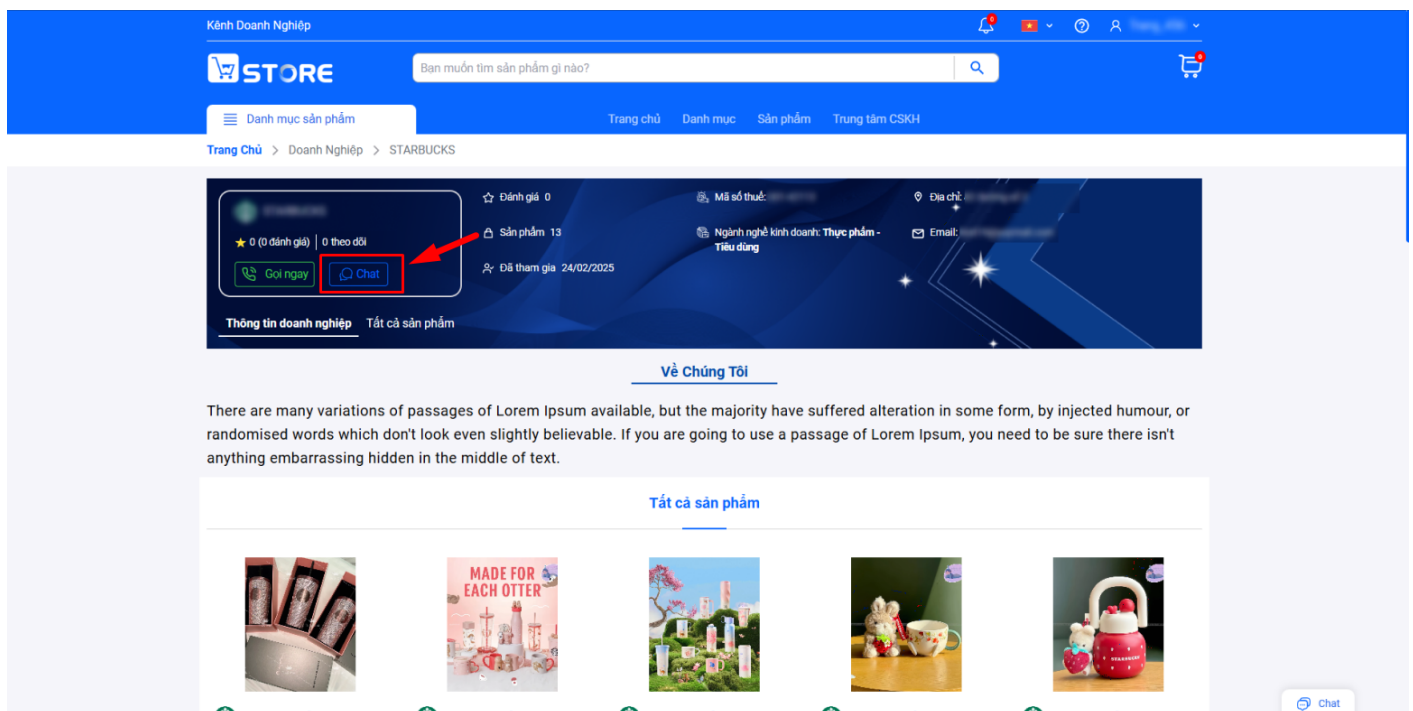 Kênh Doanh Nghiệp
0
STORE
Bạn muốn tìm sản phẩm gì nào?
0
Danh mục sản phẩm
Trang chủ Danh mục Sản phẩm Trung tâm CSKH
Trang Chủ > Doanh Nghiệp > STARBUCKS
STARBUCKS
★ 0 (0 đánh giá) | 0 theo dõi
Gọi ngay Chat
Đánh giá 0
Sản phẩm 13
Đã tham gia 24/02/2025
Mã số thuế:
Ngành nghề kinh doanh: Thực phẩm -
Tiêu dùng
Địa chỉ:
Email:
Thông tin doanh nghiệp Tất cả sản phẩm
Về Chúng Tôi
There are many variations of passages of Lorem Ipsum available, but the majority have suffered alteration in some form, by injected humour, or
randomised words which don't look even slightly believable. If you are going to use a passage of Lorem Ipsum, you need to be sure there isn't
anything embarrassing hidden in the middle of text.
Tất cả sản phẩm
MADE FOR
EACH OTTER
STARBUCKS
Chat